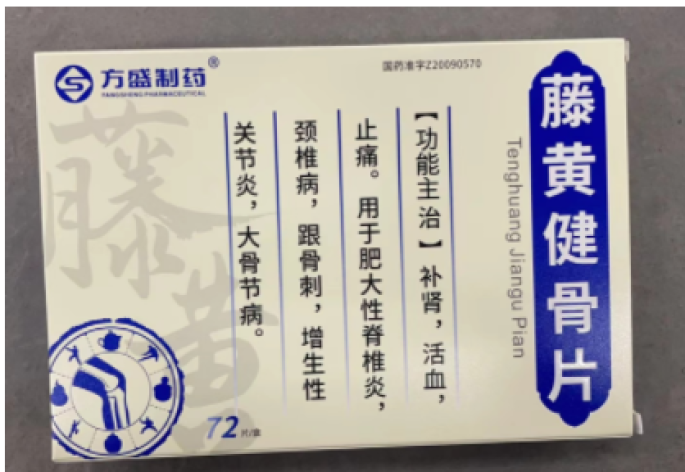 方盛制药®
FANGSHENG PHARMACEUTICAL
国药准字Z20090570
藤黄健骨片
Tenghuang Jiangu Pian
【功能主治】补肾，活血，
止痛。用于肥大性脊椎炎，
颈椎病，跟骨刺，增生性
关节炎，大骨节病。
藤黄
72片/盒